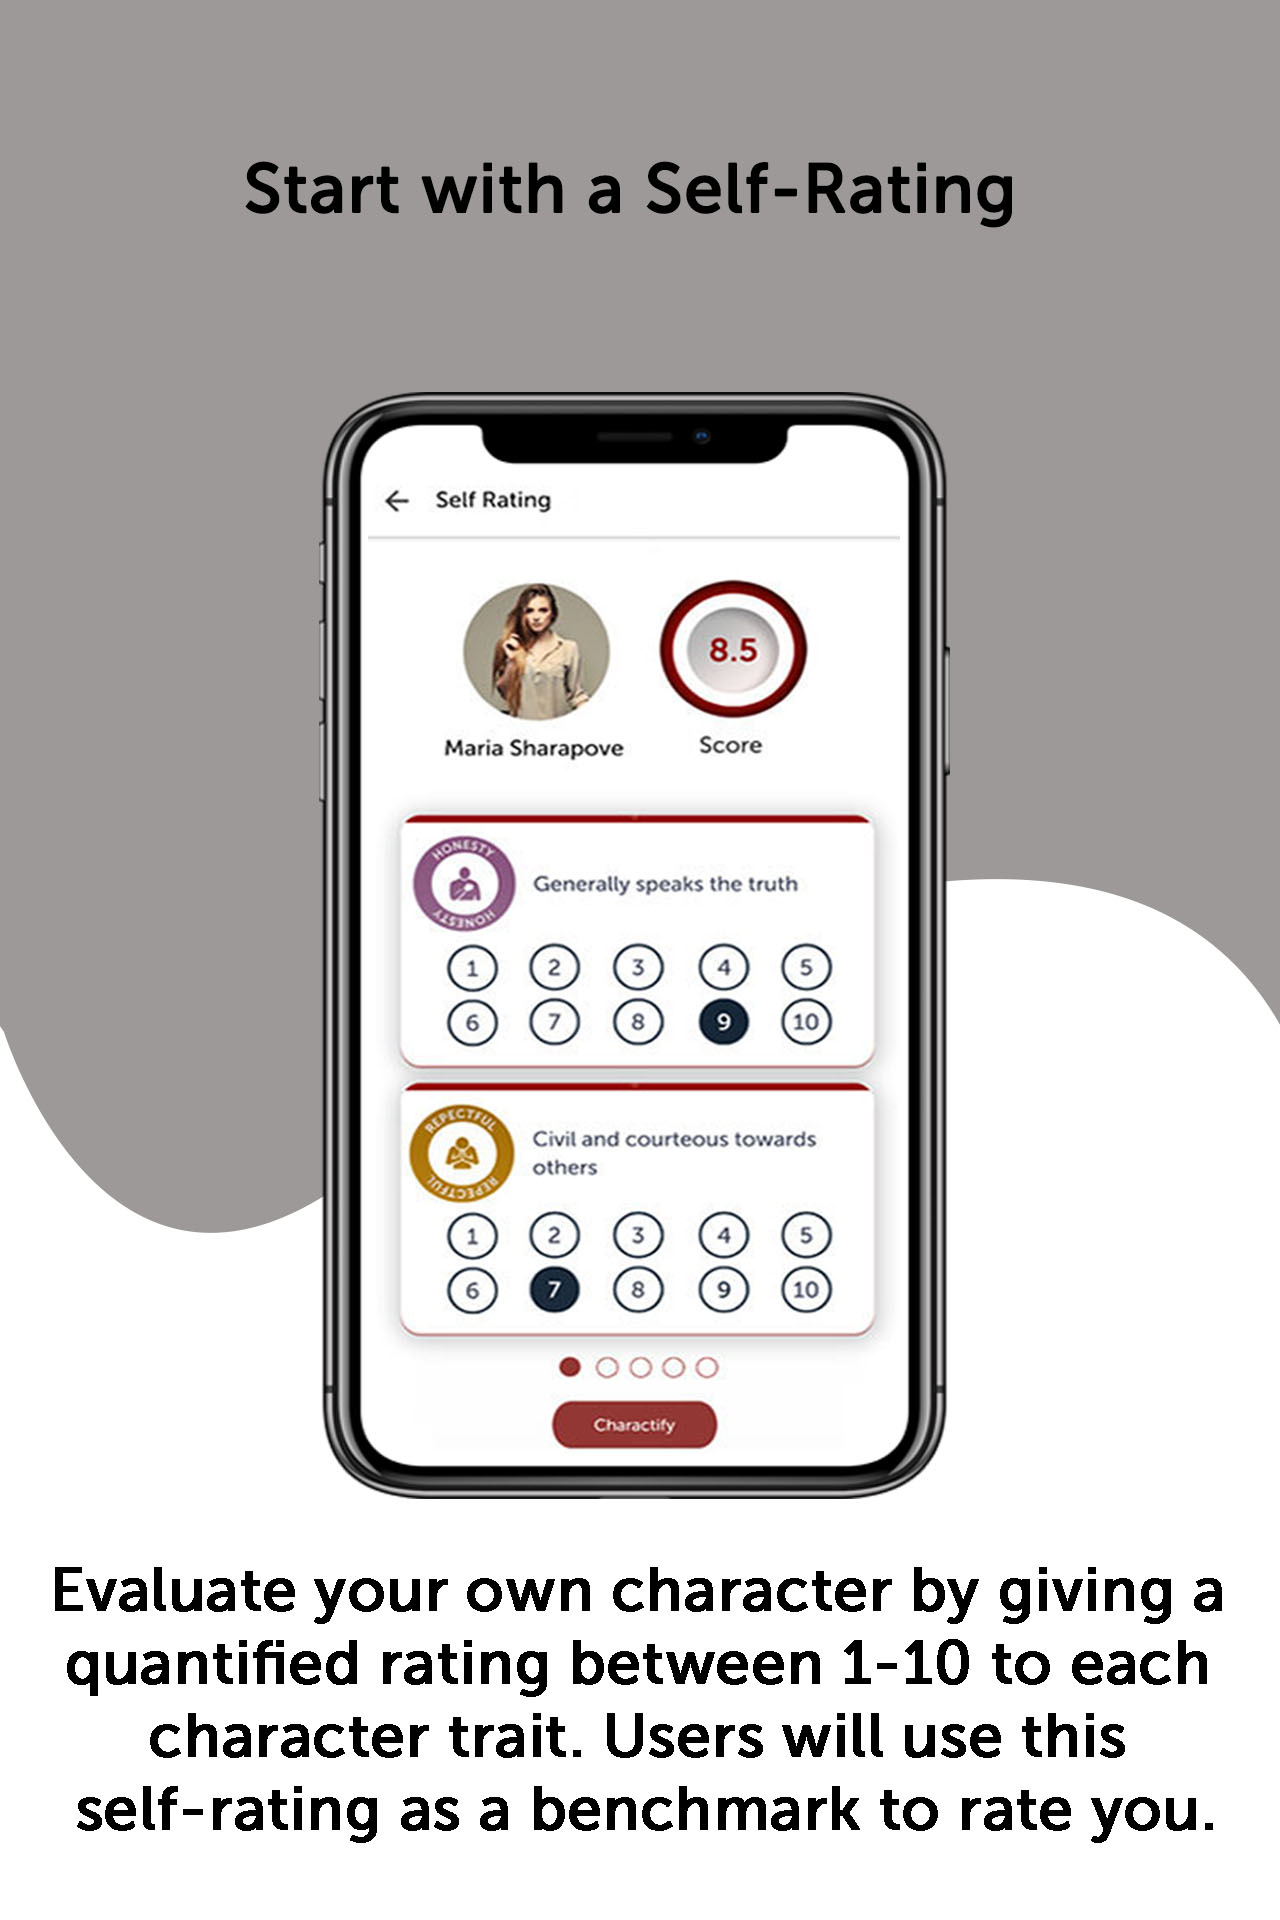 Start with a Self-Rating
Self Rating
8.5
Maria Sharapove
Score
HONESTY
Generally speaks the truth
HONESTY
1 2 3 4 5
6 7 8 9 10
REPECTFUL
Civil and courteous towards
others
REPECTFUL
1 2 3 4 5
6 7 8 9 10
Charactify
Evaluate your own character by giving a
quantified rating between 1-10 to each
character trait. Users will use this
self-rating as a benchmark to rate you.